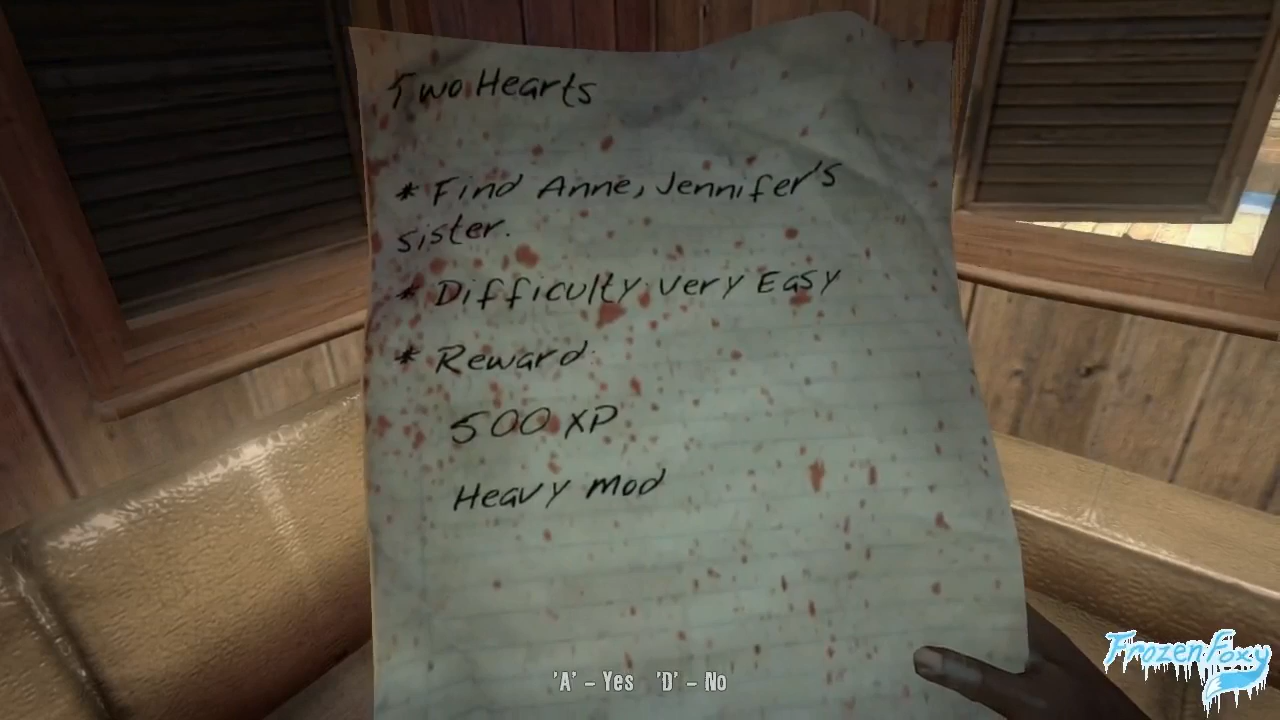 Two Hearts
* Find Anne, Jennifer's
sister.
* Difficulty very Easy
* Reward
500 XP
Heavy mod
'A' – Yes 'D' – No
FrozenFoxy